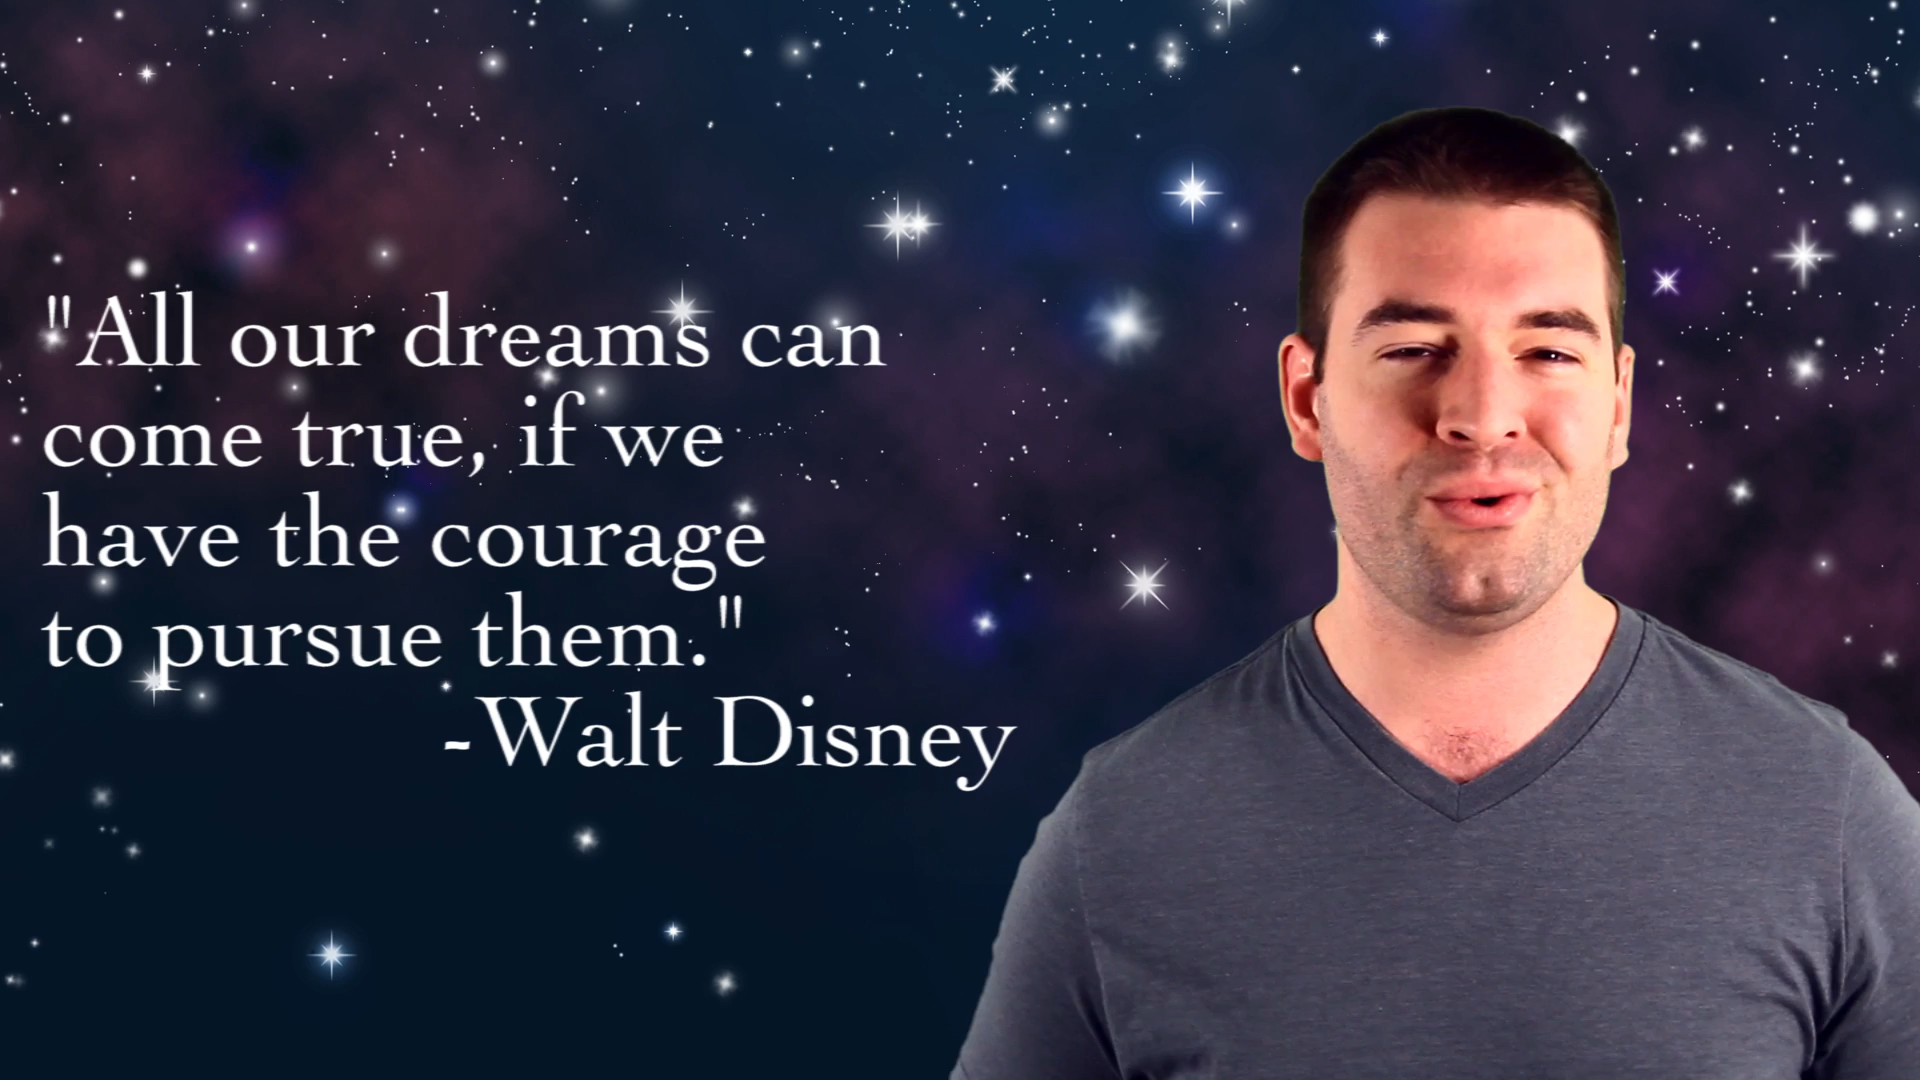 "All our dreams can
come true, if we
have the courage
to pursue them."
-Walt Disney